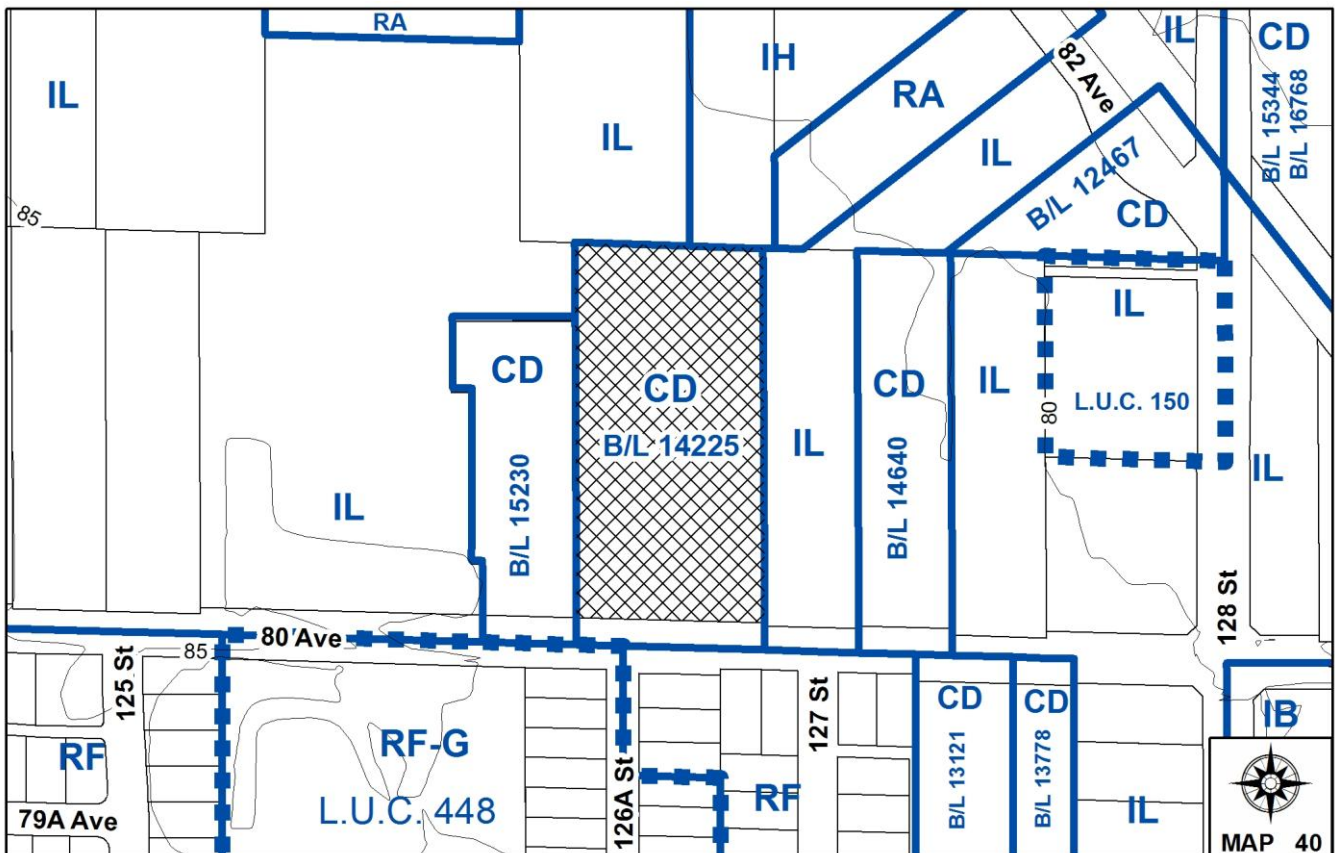 RA
IL
IH
RA
82 Ave
IL
CD
B/L 15344
B/L 16768
IL
IL
B/L 12467
CD
85
IL
CD
CD
B/L 14225
CD
IL
L.U.C. 150
80
IL
B/L 15230
B/L 14640
IL
IL
128 St
80 Ave
85
125 St
127 St
CD
CD
IB
RF
RF-G
B/L 13121
B/L 13778
126A St
RF
79A Ave
L.U.C. 448
IL
MAP 40